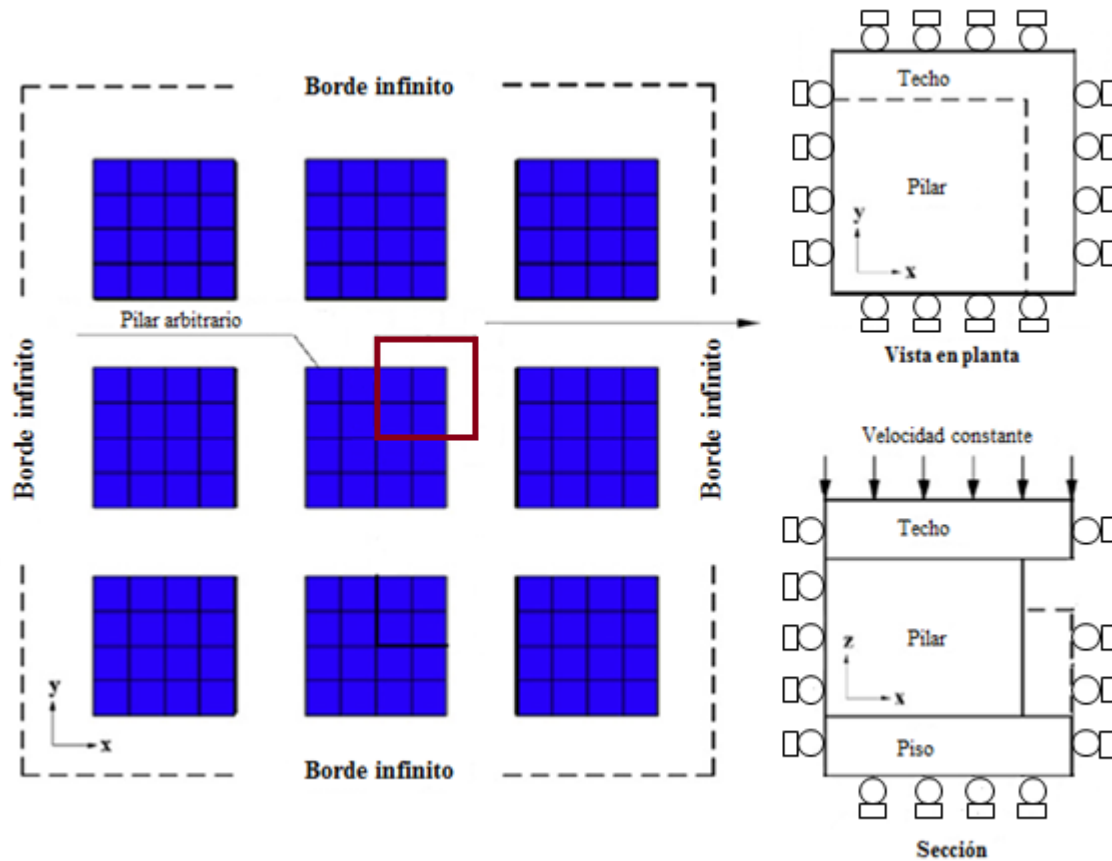 Borde infinito
Pilar arbitrario
Borde infinito
Borde infinito
y
x
Borde infinito
Techo
Pilar
y
x
Vista en planta
Velocidad constante
Techo
Pilar
z
x
Piso
Sección